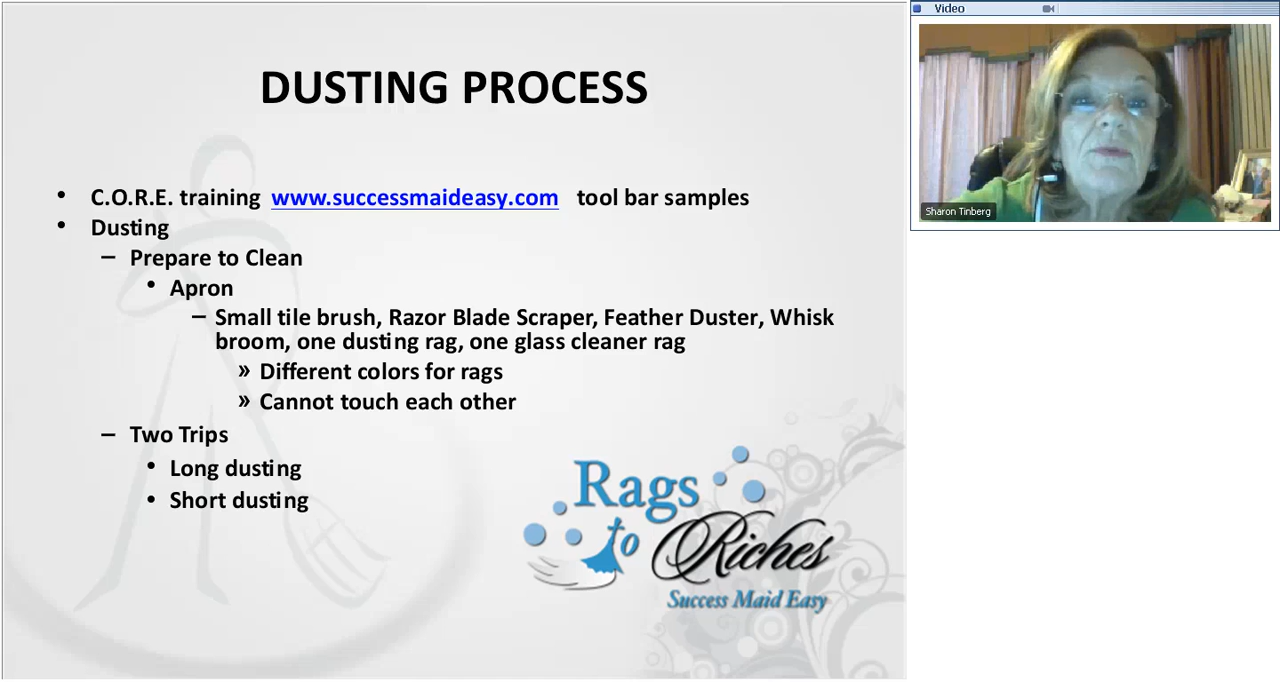 DUSTING PROCESS
• C.O.R.E. training www.successmaideasy.com tool bar samples
• Dusting
– Prepare to Clean
• Apron
– Small tile brush, Razor Blade Scraper, Feather Duster, Whisk
broom, one dusting rag, one glass cleaner rag
» Different colors for rags
» Cannot touch each other
– Two Trips
• Long dusting
• Short dusting
Rags
to Riches
Success Maid Easy
Video
Sharon Tinberg